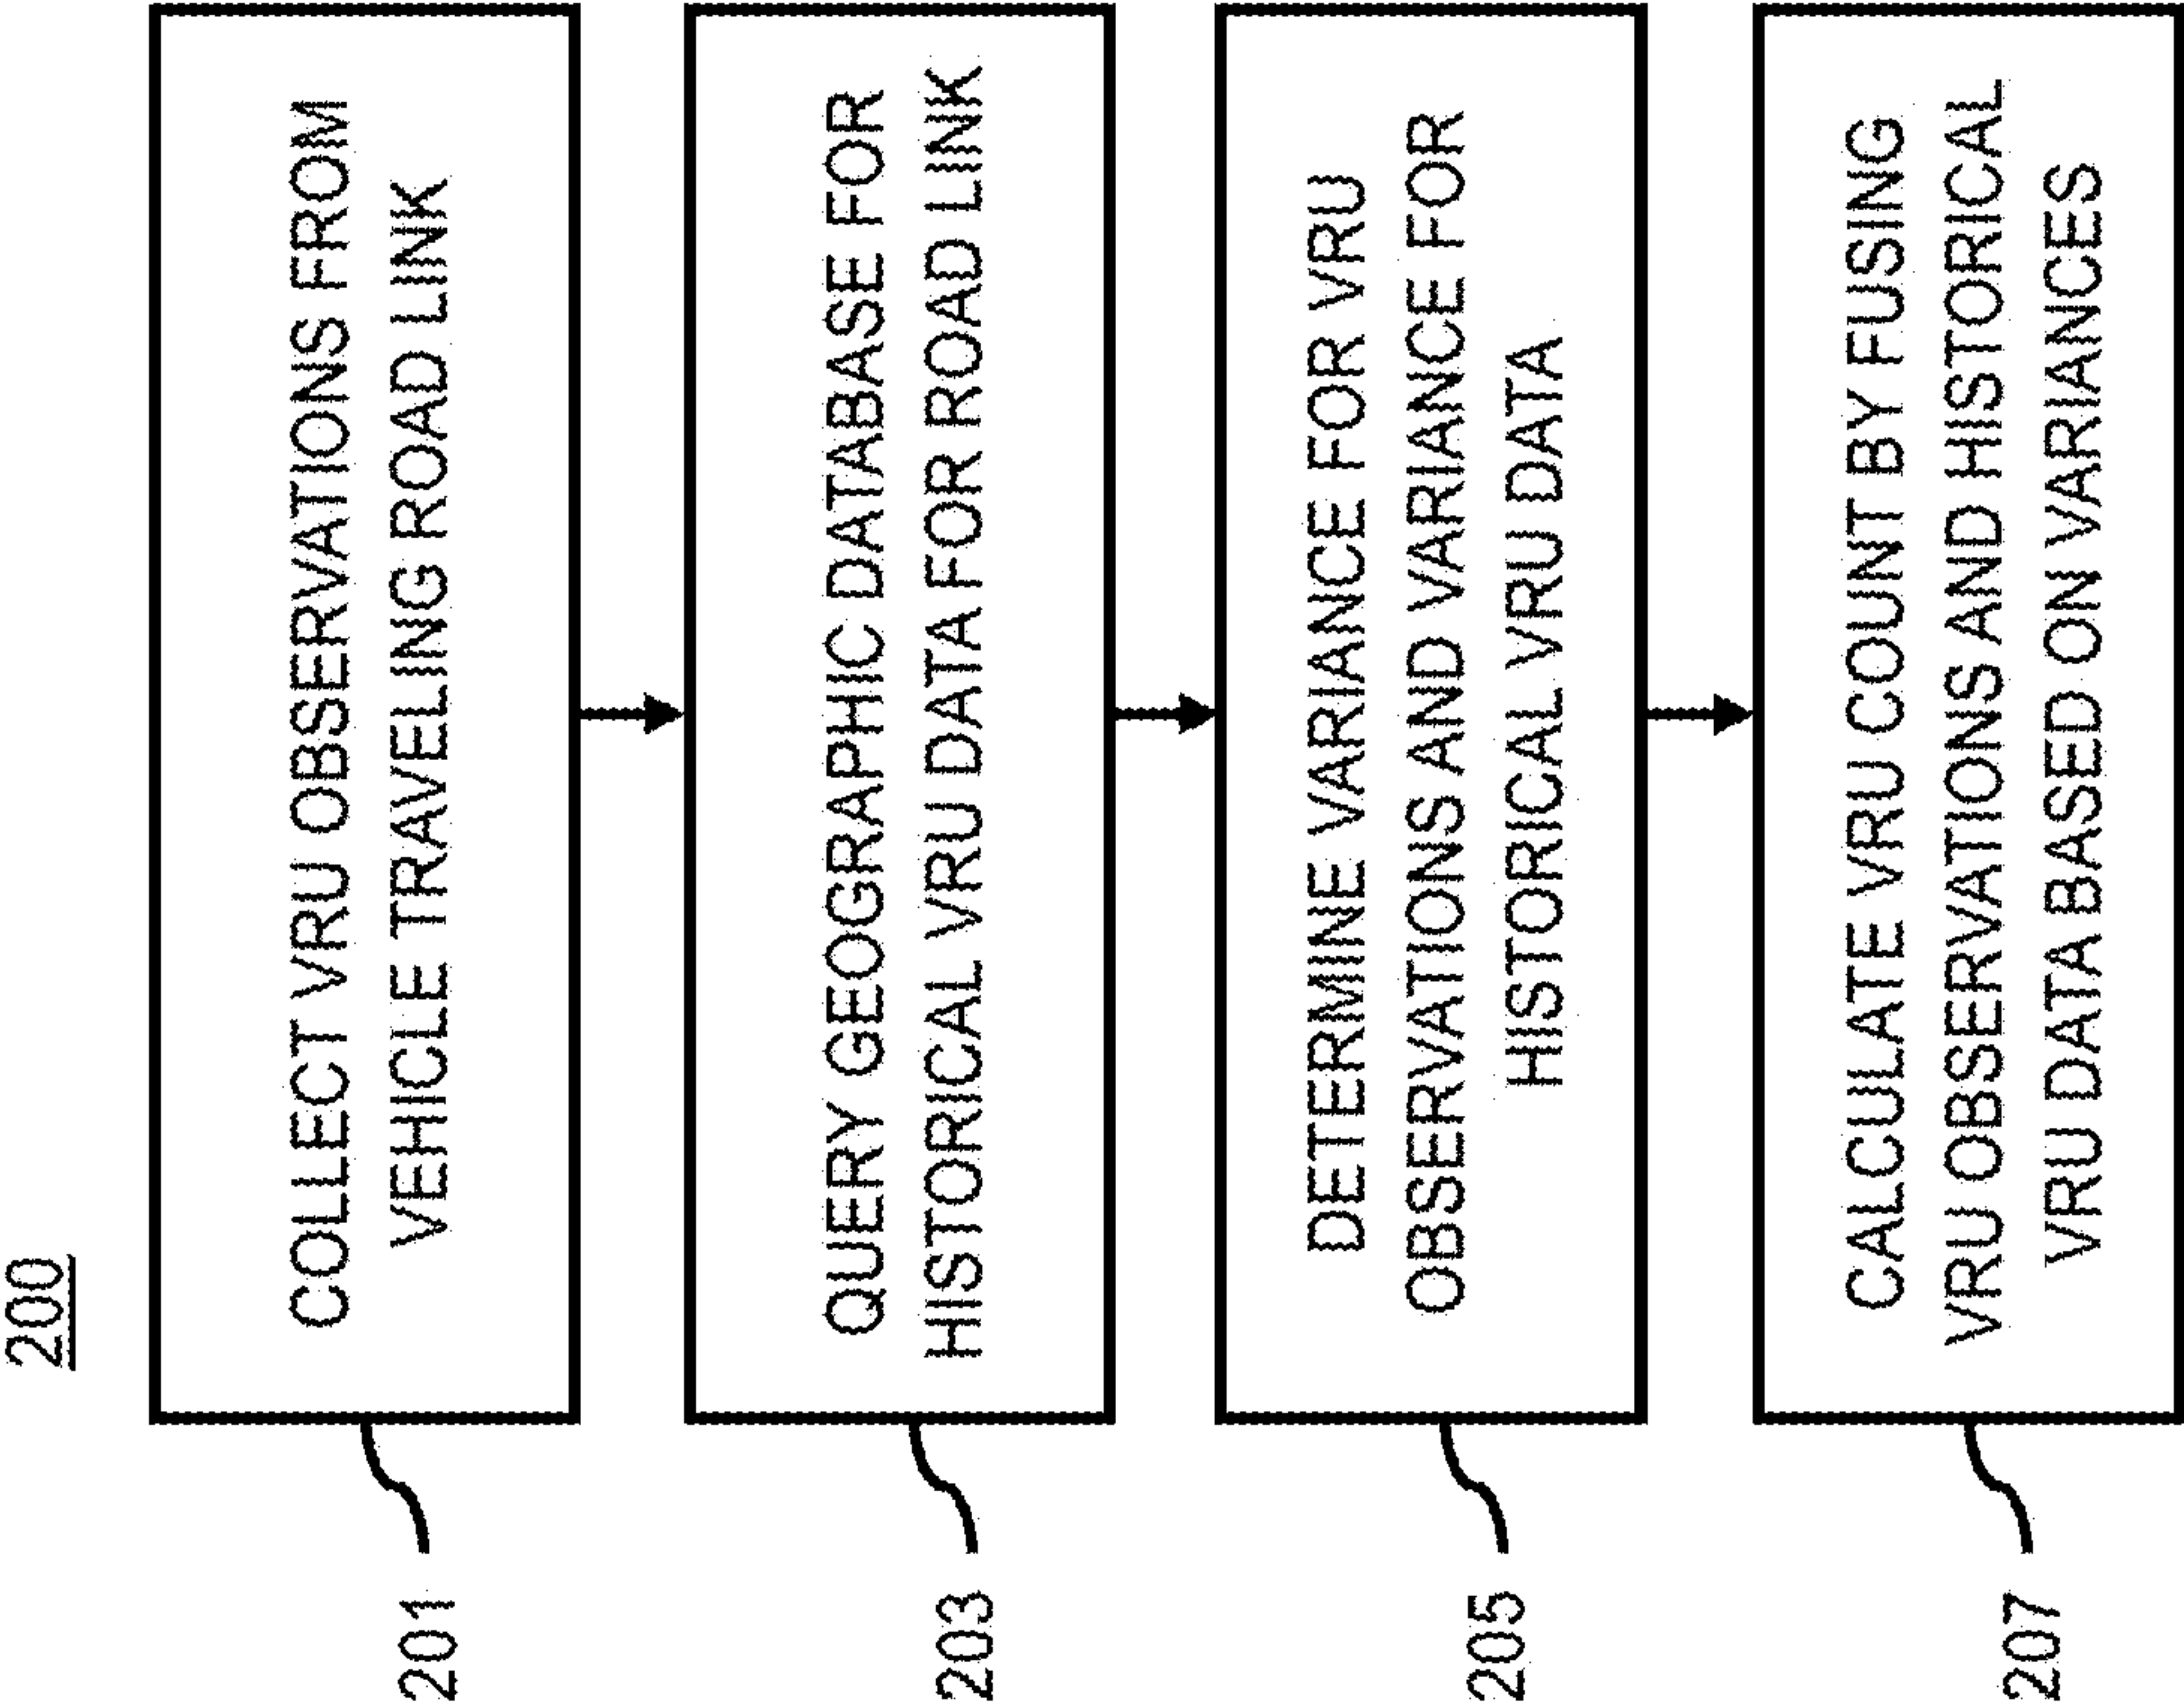 200
201
COLLECT VRU OBSERVATIONS FROM
VEHICLE TRAVELING ROAD LINK
203
QUERY GEOGRAPHIC DATABASE FOR
HISTORICAL VRU DATA FOR ROAD LINK
205
DETERMINE VARIANCE FOR VRU
OBSERVATIONS AND VARIANCE FOR
HISTORICAL VRU DATA
207
CALCULATE VRU COUNT BY FUSING
VRU OBSERVATIONS AND HISTORICAL
VRU DATA BASED ON VARIANCES